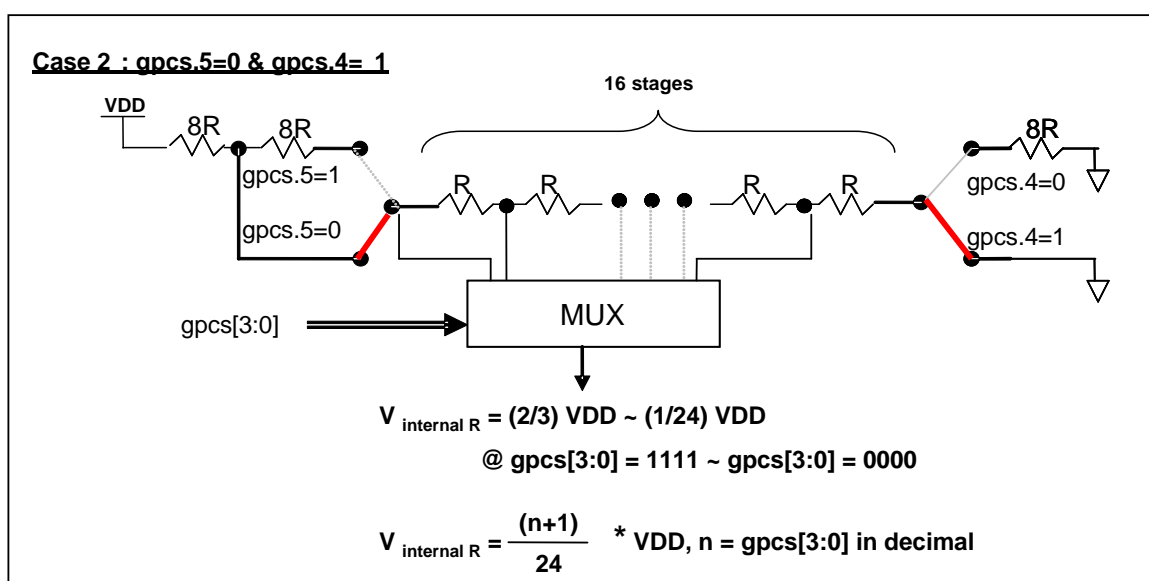 Case 2 : gpcs.5=0 & gpcs.4= 1
16 stages
VDD
8R
8R
8R
gpcs.5=1
R
R
R
R
gpcs.4=0
gpcs.5=0
gpcs.4=1
MUX
gpcs[3:0]
V internal R = (2/3) VDD ~ (1/24) VDD
@ gpcs[3:0] = 1111 ~ gpcs[3:0] = 0000
V internal R = (n+1) / 24 * VDD, n = gpcs[3:0] in decimal